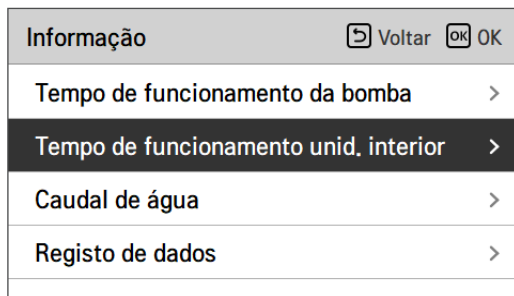 Informação Voltar OK OK
Tempo de funcionamento da bomba
Tempo de funcionamento unid. interior
Caudal de água
Registo de dados